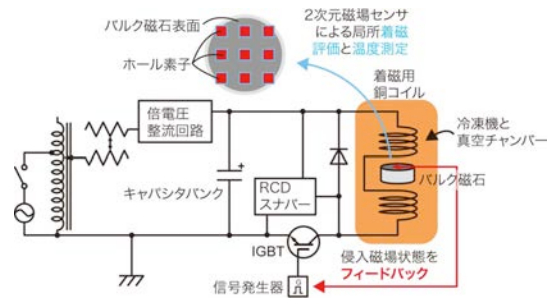 バルク磁石表面
ホール素子
2次元磁場センサ
による局所着磁
評価と温度測定
着磁用
銅コイル
倍電圧
整流回路
冷凍機と
真空チャンバー
バルク磁石
キャパシタバンク
+
RCD
スナバー
IGBT
侵入磁場状態を
フィードバック
信号発生器